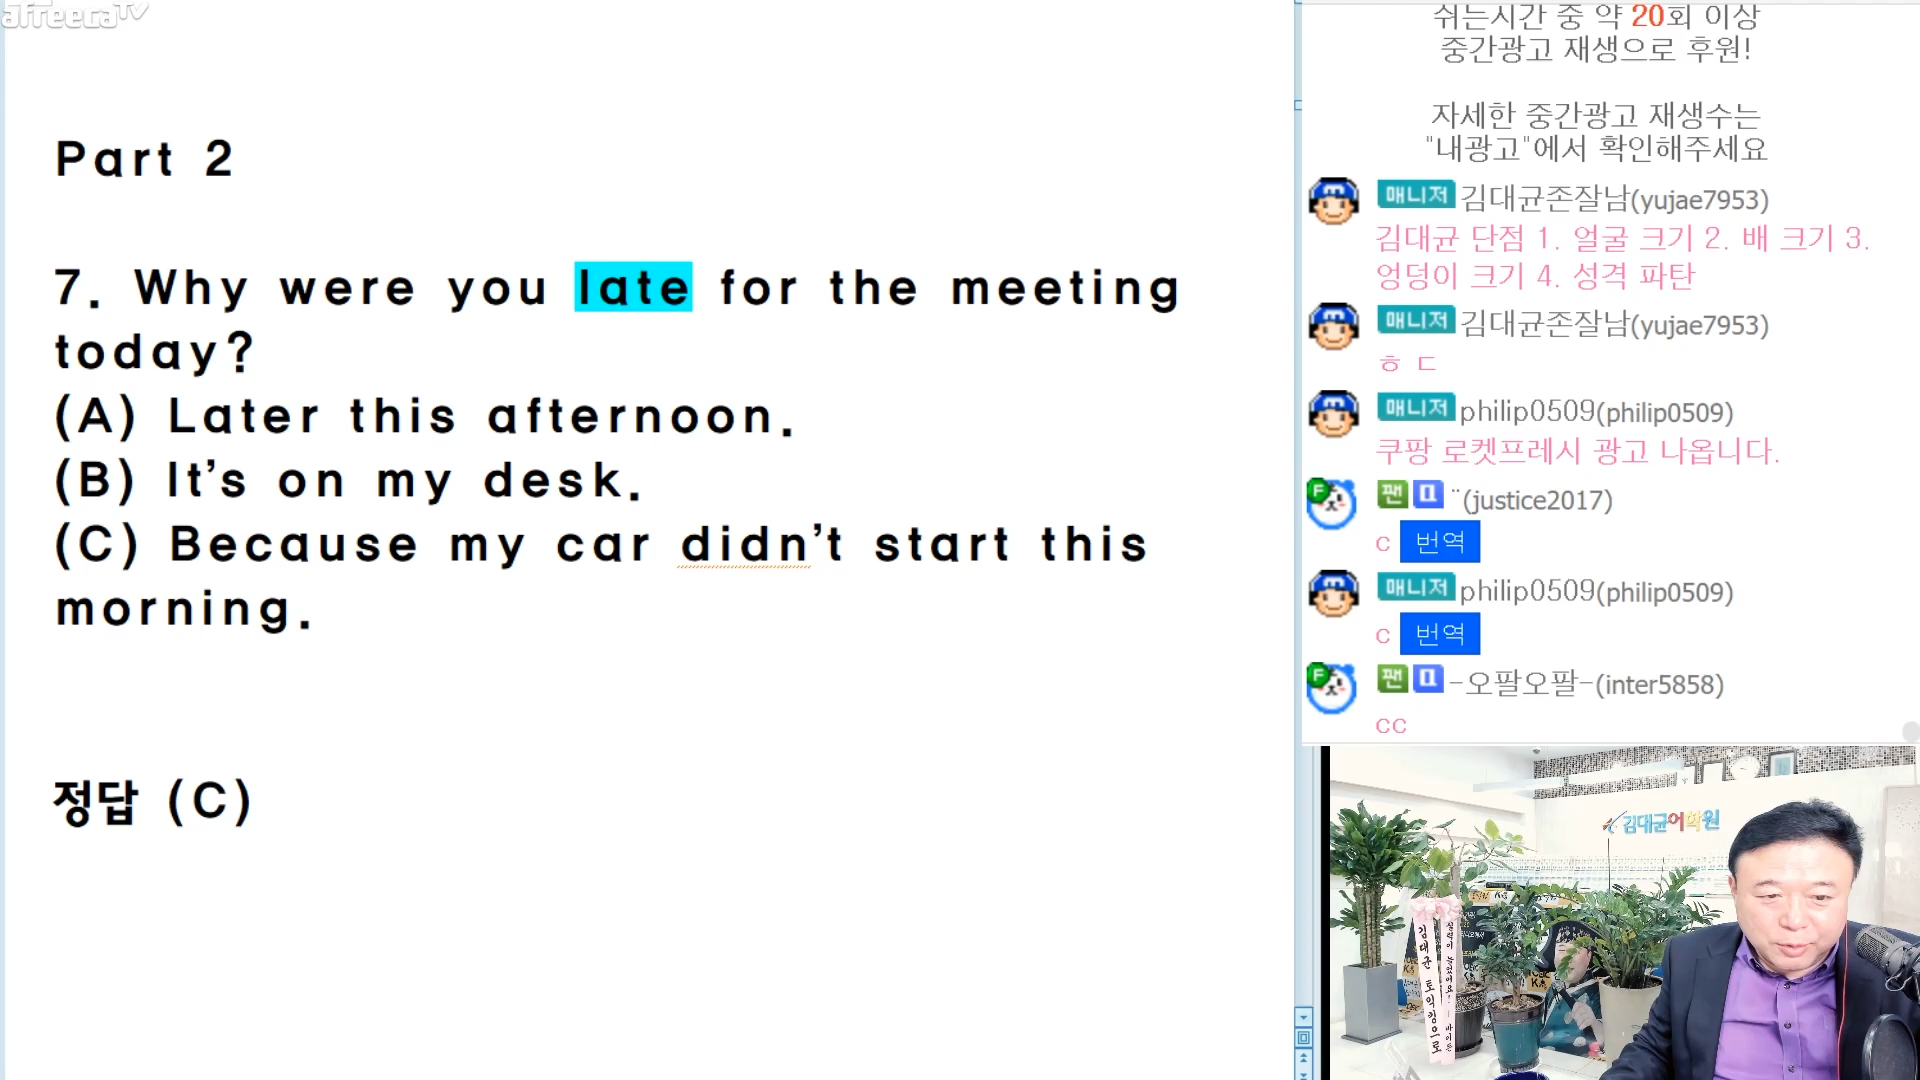 afreecaTV
Part 2
7. Why were you late for the meeting
today?
(A) Later this afternoon.
(B) It's on my desk.
(C) Because my car didn't start this
morning.
정답 (C)
쉬는시간 중 약 20회 이상
중간광고 재생으로 후원!
자세한 중간광고 재생수는
"내광고"에서 확인해주세요
매니저 김대균존잘남(yujae7953)
김대균 단점 1. 얼굴 크기 2. 배 크기 3.
엉덩이 크기 4. 성격 파탄
매니저 김대균존잘남(yujae7953)
ㅎ ㄷ
매니저 philip0509(philip0509)
쿠팡 로켓프레시 광고 나옵니다.
F 팬 ¨(justice2017)
c 번역
매니저 philip0509(philip0509)
c 번역
F 팬 -오팔오팔-(inter5858)
cc
김대균어학원
김대균 토익킹으로